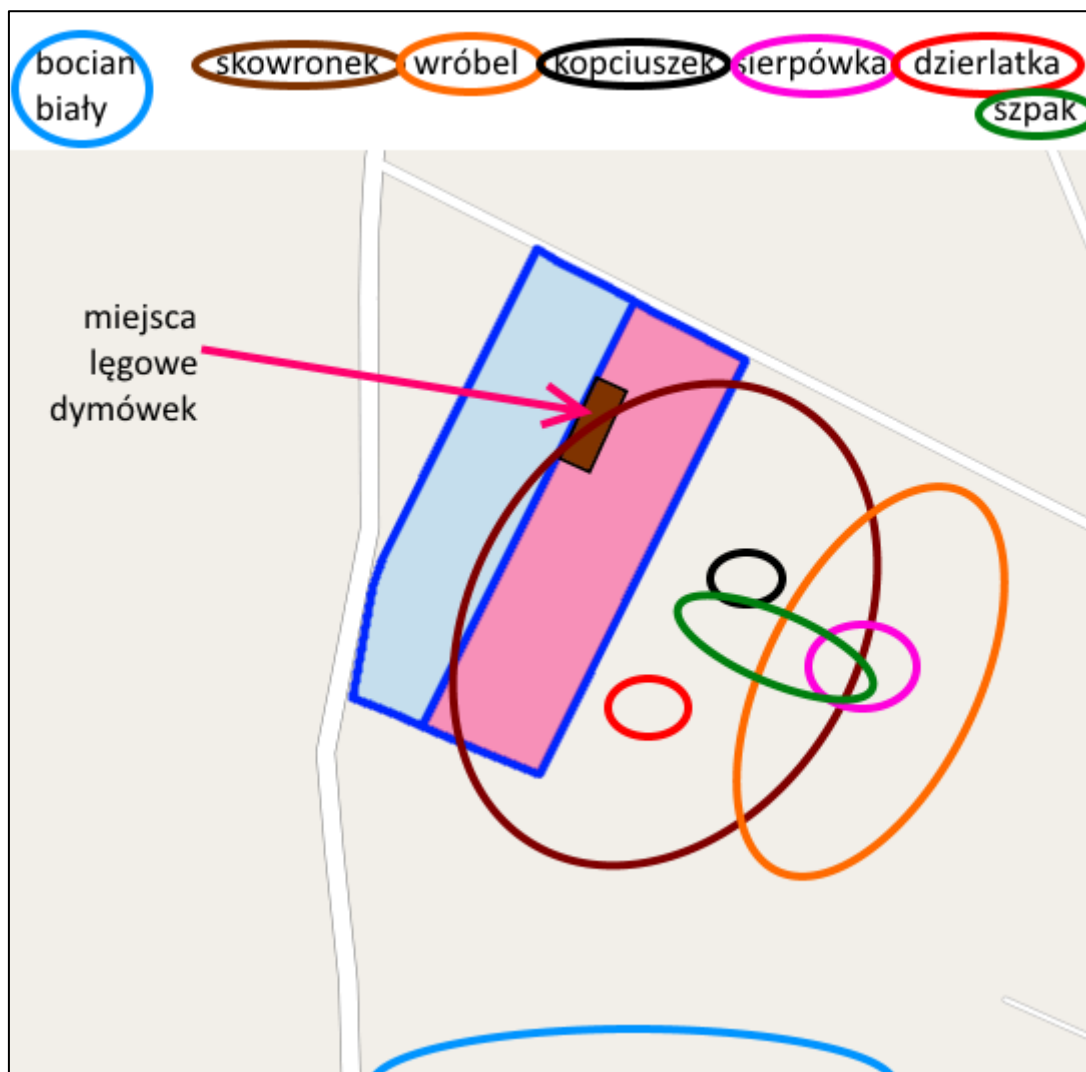 bocian
biały
skowronek wróbel kopciuszek sierpówka dzierlatka
szpak
miejsca
lęgowe
dymówek